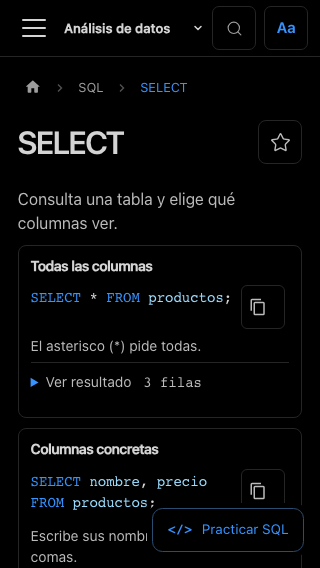 Análisis de datos
Aa
SQL
SELECT
SELECT
Consulta una tabla y elige qué
columnas ver.
Todas las columnas
SELECT * FROM productos;
El asterisco (*) pide todas.
Ver resultado 3 filas
Columnas concretas
SELECT nombre, precio
FROM productos;
</> Practicar SQL
Escribe sus
comas.